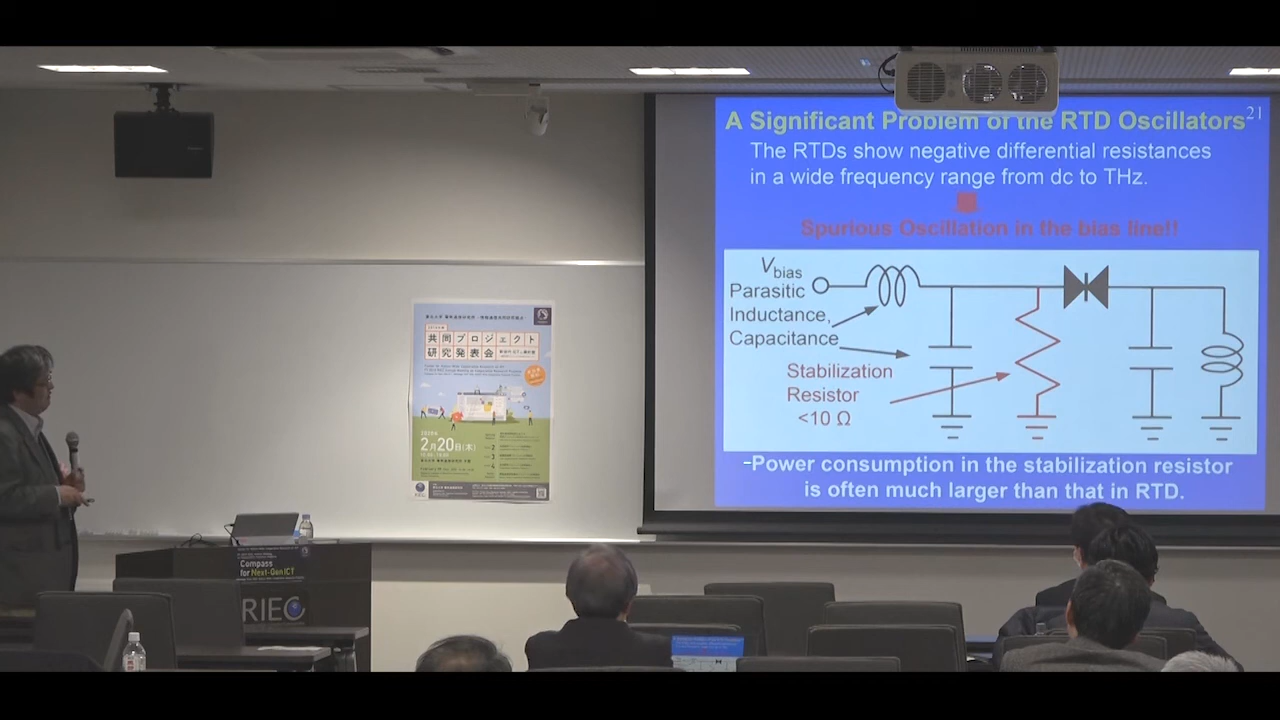 A Significant Problem of the RTD Oscillators
21
The RTDs show negative differential resistances
in a wide frequency range from dc to THz.
Spurious Oscillation in the bias line!!
Vbias
Parasitic
Inductance,
Capacitance
Stabilization
Resistor
<10 Ω
-Power consumption in the stabilization resistor
is often much larger than that in RTD.
共同プロジェクト
研究発表会
2月20日(木)
Compass
for Next-Gen ICT
RIEC